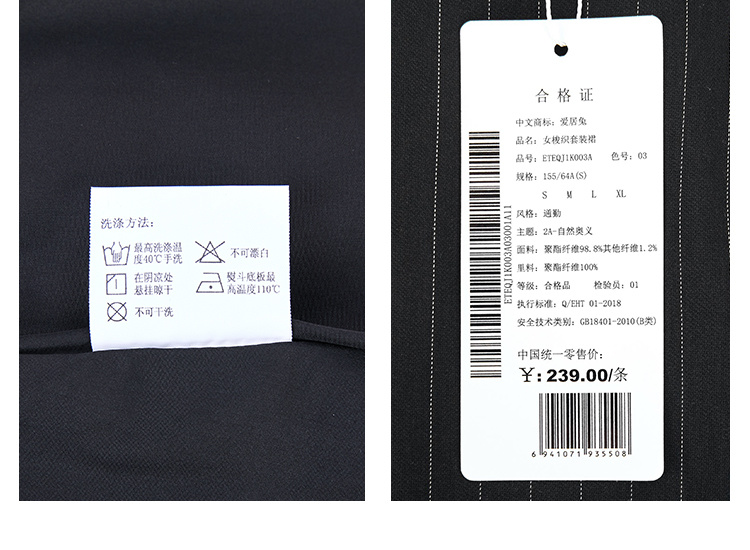 洗涤方法:
最高洗涤温
度40℃手洗
不可漂白
在阴凉处
悬挂晾干
熨斗底板最
高温度110℃
不可干洗
合格证
中文商标: 爱居兔
品名: 女梭织套装裙
品号: ETEQJ1K003A 色号: 03
规格: 155/64A(S)
S M L XL
风格: 通勤
主题: 2A-自然奥义
面料: 聚酯纤维98.8%其他纤维1.2%
里料: 聚酯纤维100%
等级: 合格品 检验员: 01
执行标准: Q/EHT 01-2018
安全技术类别: GB18401-2010(B类)
中国统一零售价:
¥: 239.00/条
6 941071 935508
ETEQJ1K003A03001A11